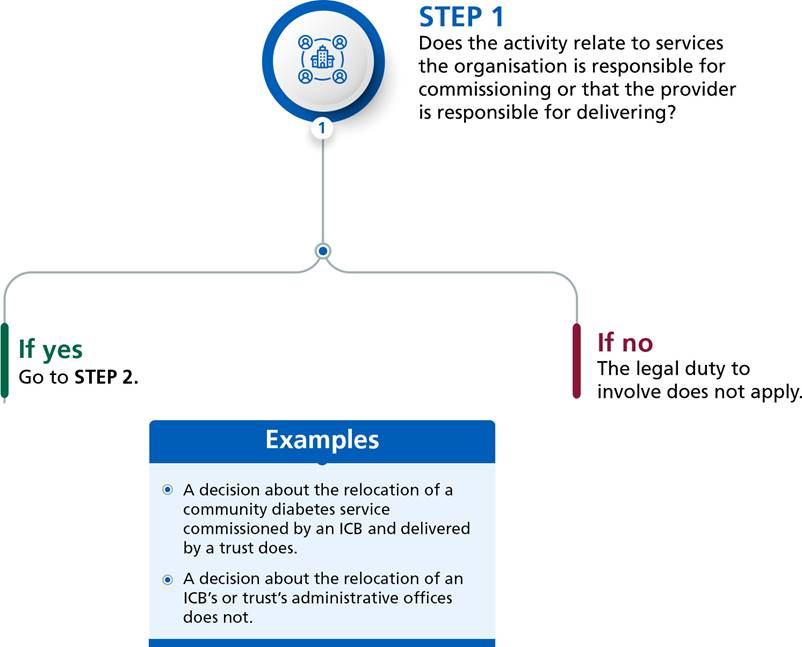 STEP 1
Does the activity relate to services
the organisation is responsible for
commissioning or that the provider
is responsible for delivering?
1
If yes
Go to STEP 2.
If no
The legal duty to
involve does not apply.
Examples
A decision about the relocation of a
community diabetes service
commissioned by an ICB and delivered
by a trust does.
A decision about the relocation of an
ICB’s or trust’s administrative offices
does not.